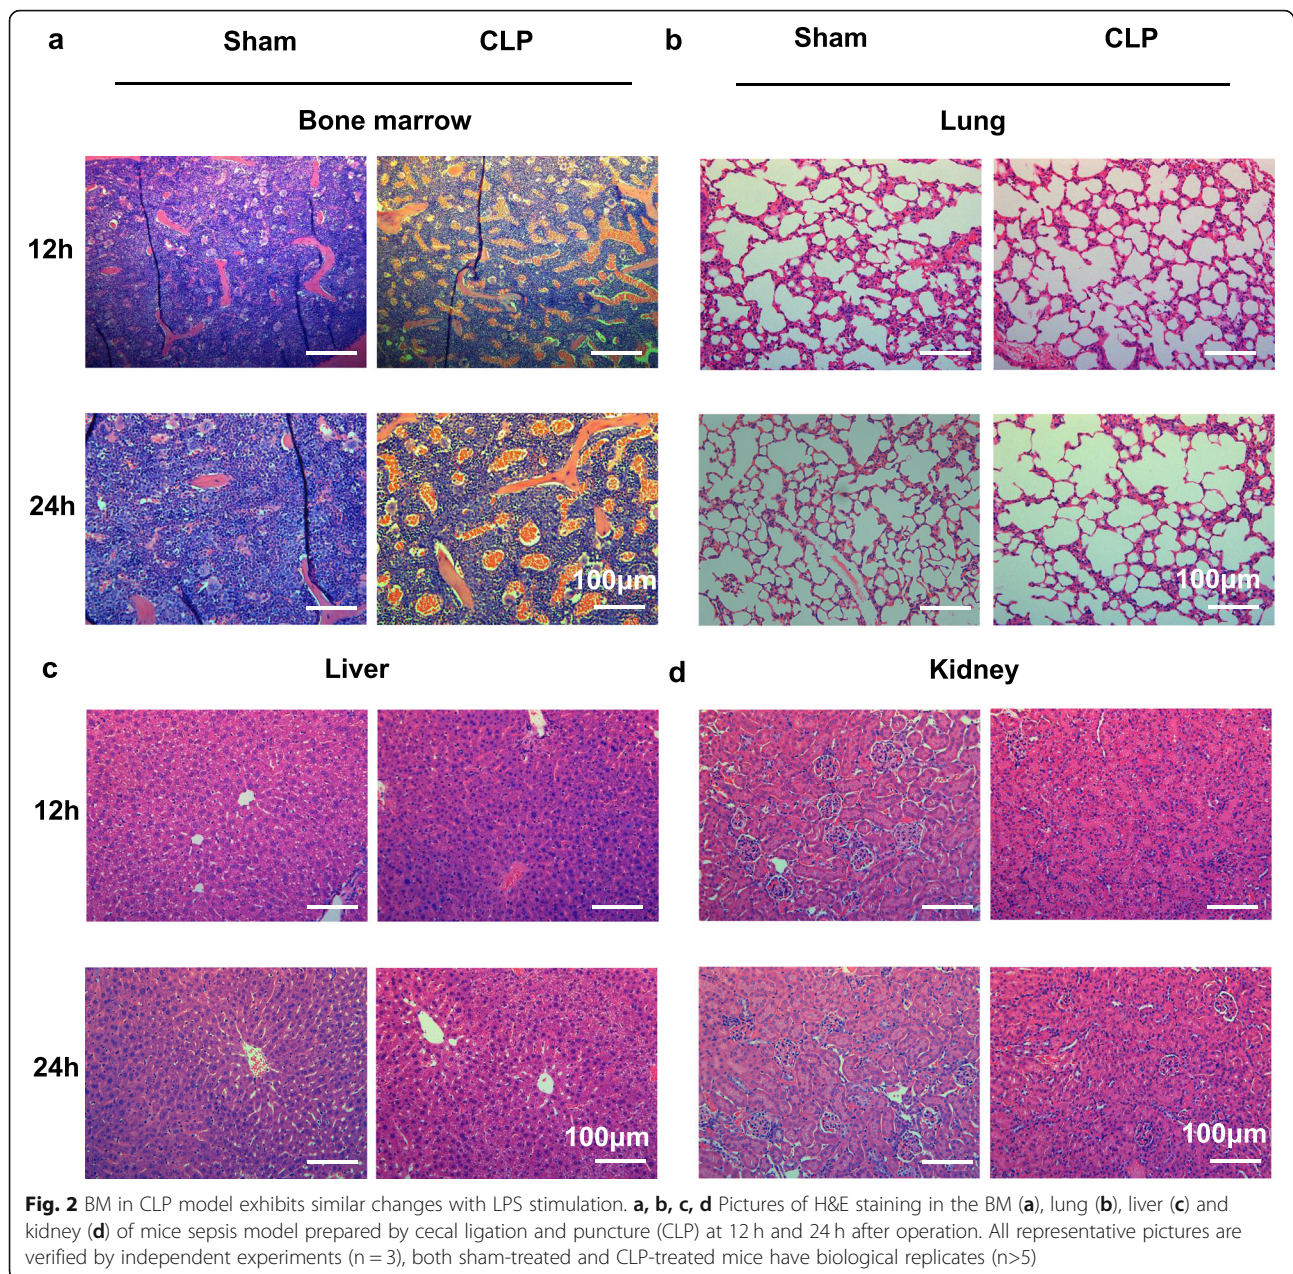 a
Sham
CLP
b
Sham
CLP
Bone marrow
Lung
12h
24h
100μm
100μm
c
Liver
d
Kidney
12h
24h
100μm
100μm
Fig. 2 BM in CLP model exhibits similar changes with LPS stimulation. a, b, c, d Pictures of H&E staining in the BM (a), lung (b), liver (c) and
kidney (d) of mice sepsis model prepared by cecal ligation and puncture (CLP) at 12 h and 24 h after operation. All representative pictures are
verified by independent experiments (n = 3), both sham-treated and CLP-treated mice have biological replicates (n>5)